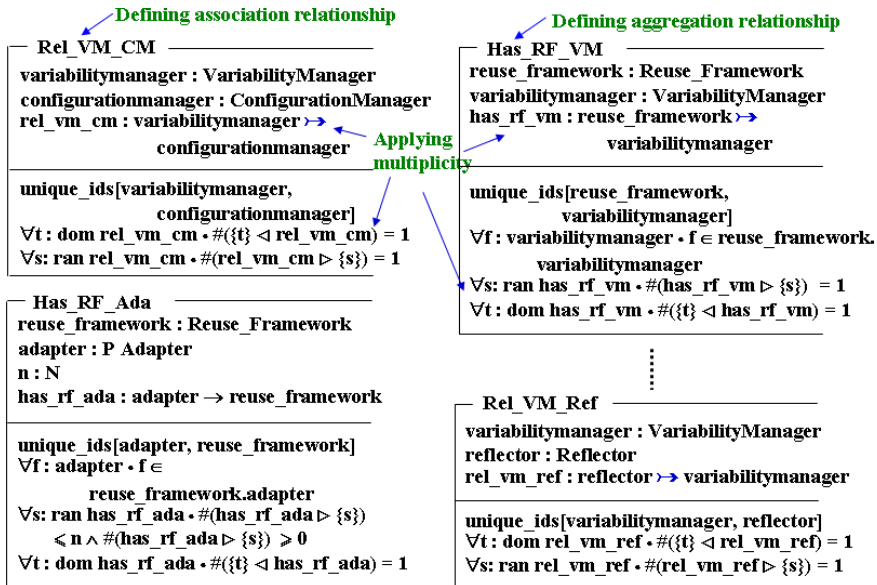 Defining association relationship
Rel_VM_CM
variabilitymanager : VariabilityManager
configurationmanager : ConfigurationManager
rel_vm_cm : variabilitymanager ↣
configurationmanager
unique_ids[variabilitymanager,
configurationmanager]
∀t : dom rel_vm_cm • #({t} ◁ rel_vm_cm) = 1
∀s: ran rel_vm_cm • #(rel_vm_cm ▷ {s}) = 1
Applying
multiplicity
Has_RF_Ada
reuse_framework : Reuse_Framework
adapter : P Adapter
n : N
has_rf_ada : adapter → reuse_framework
unique_ids[adapter, reuse_framework]
∀f : adapter • f ∈
reuse_framework.adapter
∀s: ran has_rf_ada • #(has_rf_ada ▷ {s})
⩽ n ∧ #(has_rf_ada ▷ {s}) ⩾ 0
∀t : dom has_rf_ada • #({t} ◁ has_rf_ada) = 1
Defining aggregation relationship
Has_RF_VM
reuse_framework : Reuse_Framework
variabilitymanager : VariabilityManager
has_rf_vm : reuse_framework ↣
variabilitymanager
unique_ids[reuse_framework,
variabilitymanager]
∀f : variabilitymanager • f ∈ reuse_framework.
variabilitymanager
∀s: ran has_rf_vm • #(has_rf_vm ▷ {s}) = 1
∀t : dom has_rf_vm • #({t} ◁ has_rf_vm) = 1
Rel_VM_Ref
variabilitymanager : VariabilityManager
reflector : Reflector
rel_vm_ref : reflector ↣ variabilitymanager
unique_ids[variabilitymanager, reflector]
∀t : dom rel_vm_ref • #({t} ◁ rel_vm_ref) = 1
∀s: ran rel_vm_ref • #(rel_vm_ref ▷ {s}) = 1